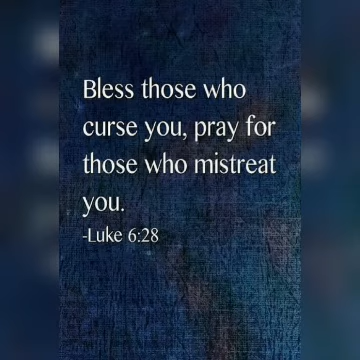 Bless those who
curse you, pray for
those who mistreat
you.
-Luke 6:28